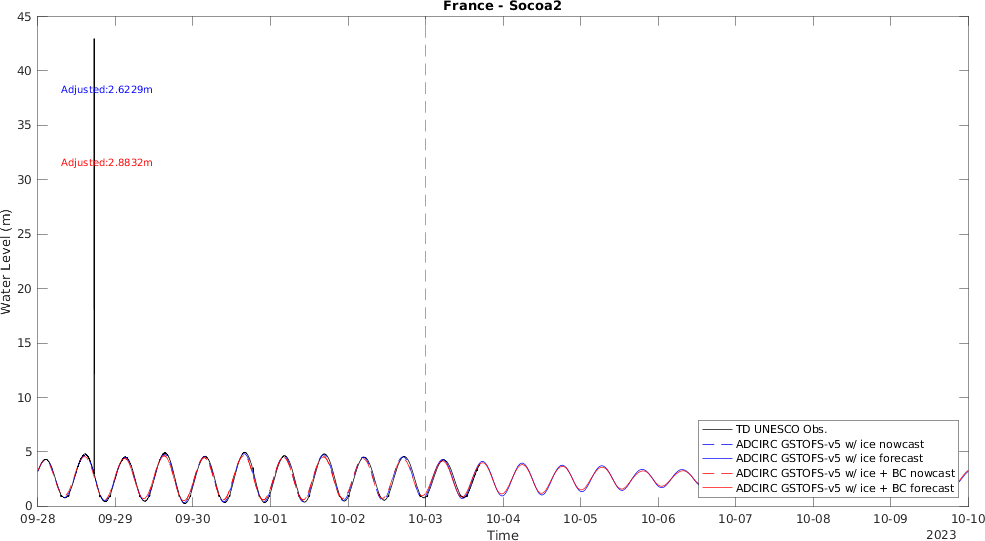 France - Socoa2
45
40
35
30
25
20
15
10
5
0
Water Level (m)
Adjusted:2.6229m
Adjusted:2.8832m
TD UNESCO Obs.
ADCIRC GSTOFS-v5 w/ ice nowcast
ADCIRC GSTOFS-v5 w/ ice forecast
ADCIRC GSTOFS-v5 w/ ice + BC nowcast
ADCIRC GSTOFS-v5 w/ ice + BC forecast
09-28 09-29 09-30 10-01 10-02 10-03 10-04 10-05 10-06 10-07 10-08 10-09 10-10
Time
2023